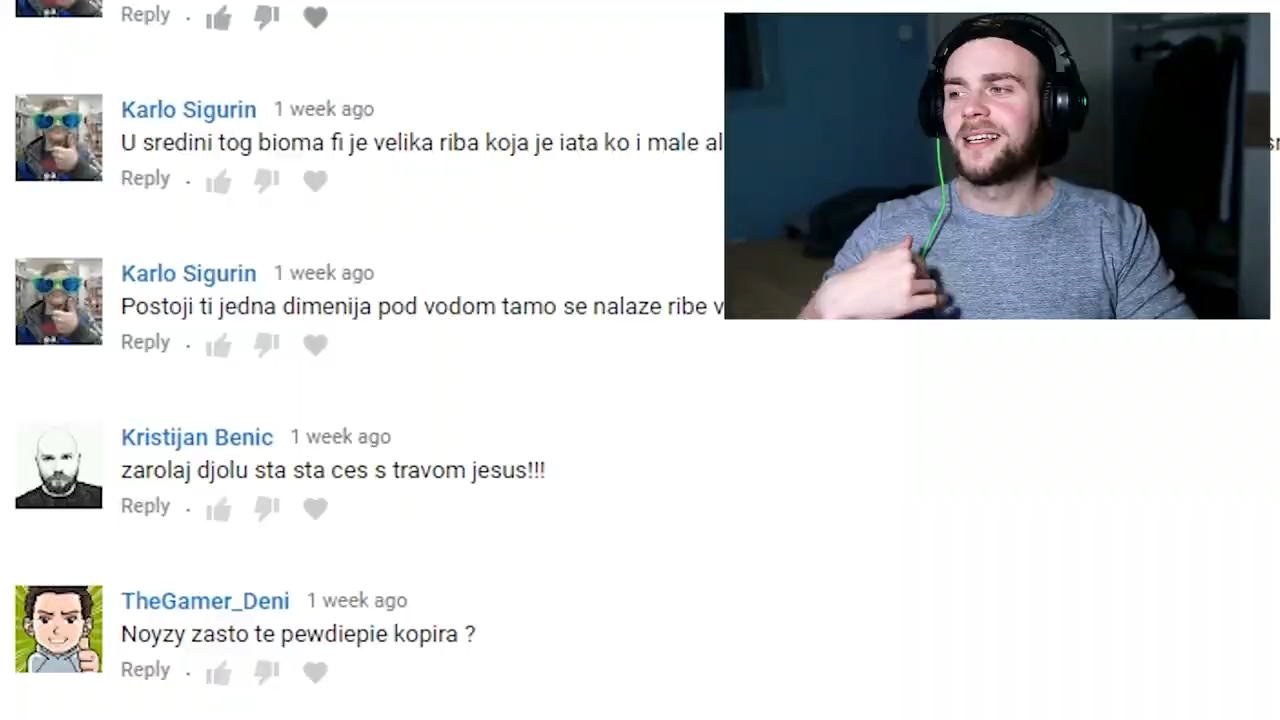 Reply .
Karlo Sigurin 1 week ago
U sredini tog bioma fi je velika riba koja je iata ko i male al
Reply .
Karlo Sigurin 1 week ago
Postoji ti jedna dimenija pod vodom tamo se nalaze ribe v
Reply .
Kristijan Benic 1 week ago
zarolaj djolu sta sta ces s travom jesus!!!
Reply .
TheGamer_Deni 1 week ago
Noyzy zasto te pewdiepie kopira ?
Reply .